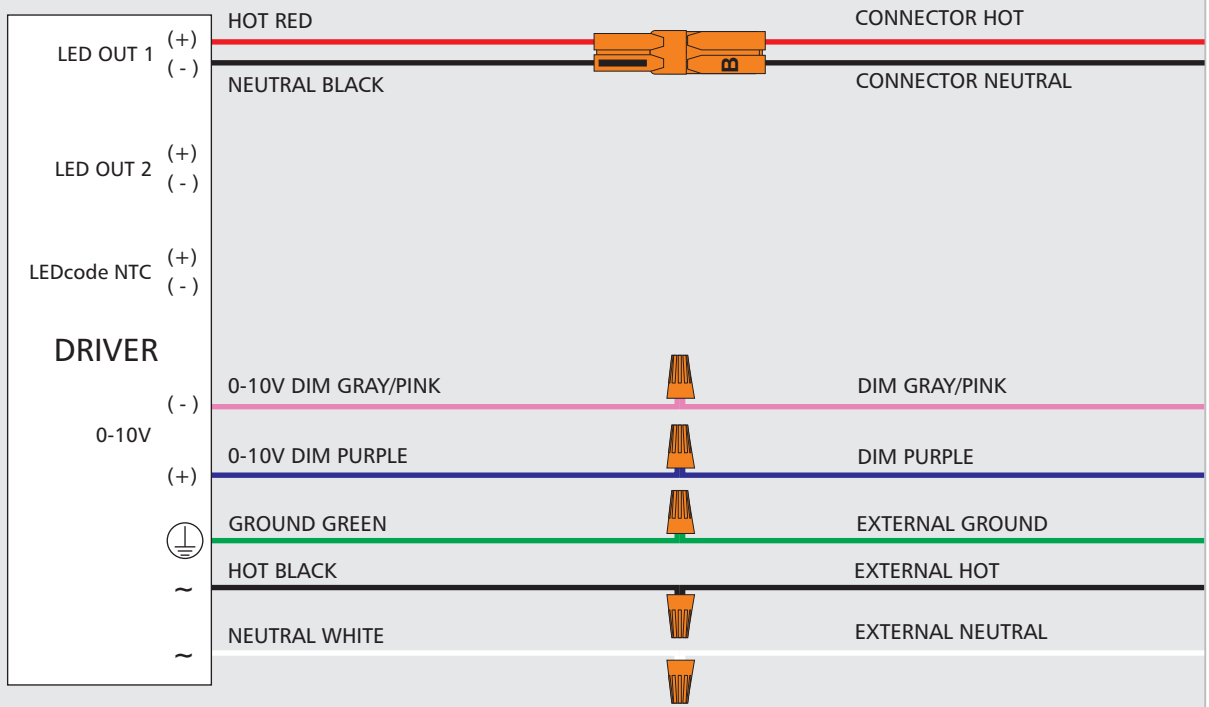 HOT RED
CONNECTOR HOT
LED OUT 1
(+)
(-)
B
NEUTRAL BLACK
CONNECTOR NEUTRAL
LED OUT 2
(+)
(-)
LEDcode NTC
(+)
(-)
DRIVER
0-10V DIM GRAY/PINK
DIM GRAY/PINK
(-)
0-10V
0-10V DIM PURPLE
DIM PURPLE
(+)
GROUND GREEN
EXTERNAL GROUND
HOT BLACK
EXTERNAL HOT
~
NEUTRAL WHITE
EXTERNAL NEUTRAL
~